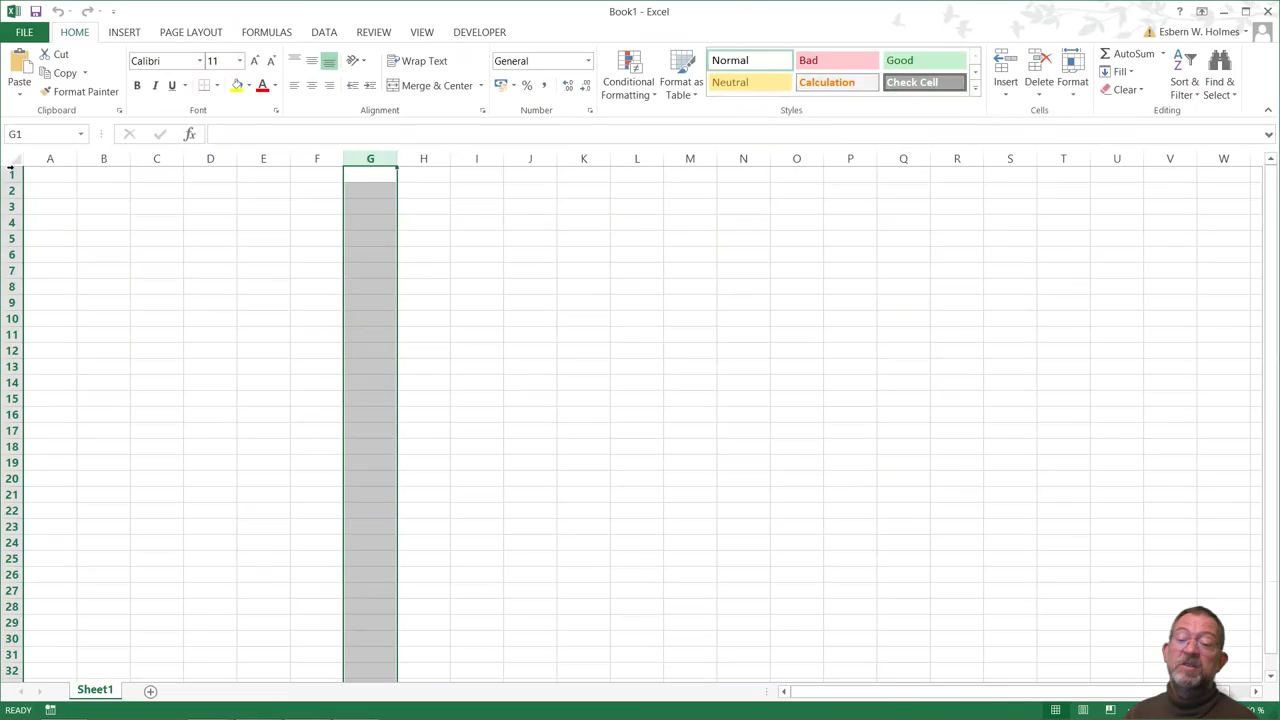 Book1 - Excel
?
FILE HOME INSERT PAGE LAYOUT FORMULAS DATA REVIEW VIEW DEVELOPER Esbern W. Holmes
Cut
Copy
Format Painter
Paste
Clipboard
Calibri 11
B I U
Font
Wrap Text
Merge & Center
Alignment
General
%
Number
Conditional
Formatting
Format as
Table
Normal Bad Good
Neutral Calculation Check Cell
Styles
Insert Delete Format
Cells
AutoSum
Fill
Clear
Sort &
Filter
Find &
Select
Editing
G1 fx
A B C D E F G H I J K L M N O P Q R S T U V W
1
2
3
4
5
6
7
8
9
10
11
12
13
14
15
16
17
18
19
20
21
22
23
24
25
26
27
28
29
30
31
32
Sheet1
READY